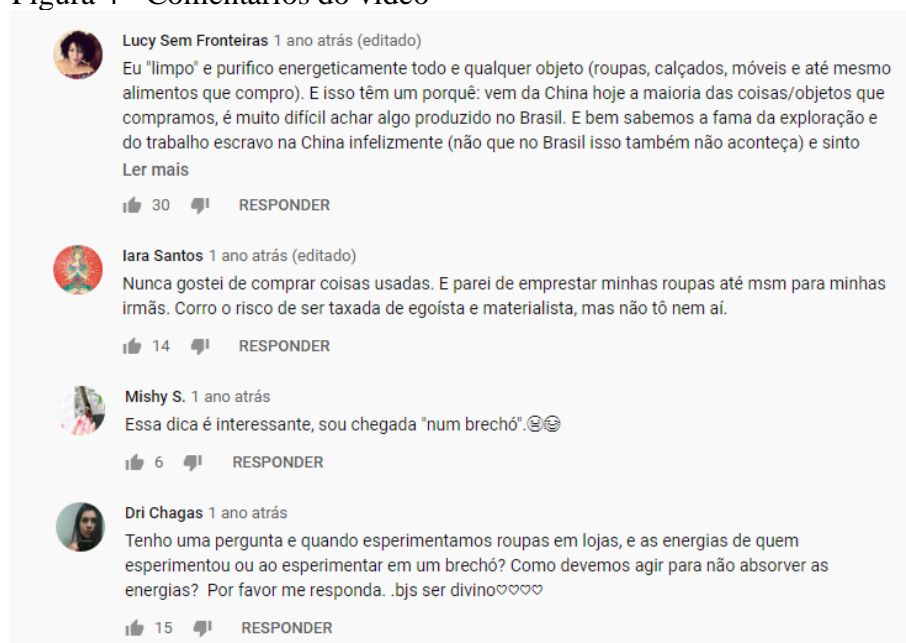 Figura 4 - Comentários do vídeo
Lucy Sem Fronteiras 1 ano atrás (editado)
Eu "limpo" e purifico energeticamente todo e qualquer objeto (roupas, calçados, móveis e até mesmo
alimentos que compro). E isso têm um porquê: vem da China hoje a maioria das coisas/objetos que
compramos, é muito difícil achar algo produzido no Brasil. E bem sabemos a fama da exploração e
do trabalho escravo na China infelizmente (não que no Brasil isso também não aconteça) e sinto
Ler mais
30 RESPONDER
Iara Santos 1 ano atrás (editado)
Nunca gostei de comprar coisas usadas. E parei de emprestar minhas roupas até msm para minhas
irmãs. Corro o risco de ser taxada de egoísta e materialista, mas não tô nem aí.
14 RESPONDER
Mishy S. 1 ano atrás
Essa dica é interessante, sou chegada "num brechó".
6 RESPONDER
Dri Chagas 1 ano atrás
Tenho uma pergunta e quando esperimentamos roupas em lojas, e as energias de quem
esperimentou ou ao esperimentar em um brechó? Como devemos agir para não absorver as
energias? Por favor me responda. .bjs ser divino♡♡♡♡
15 RESPONDER